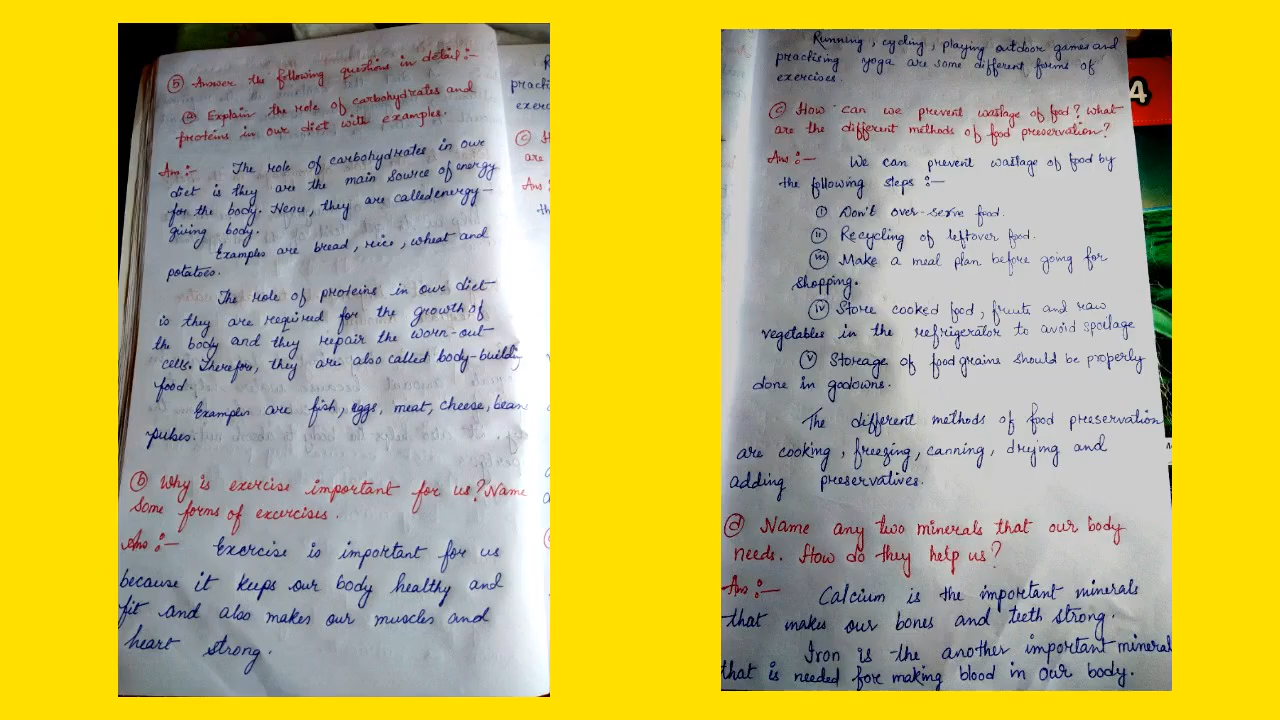 ⑤ Answer the following questions in detail :-
ⓐ Explain the role of carbohydrates and
proteins in our diet with examples.
Ans :- The role of carbohydrates in our
diet is they are the main source of energy
for the body. Hence, they are called energy-
giving body.
Examples are bread, rice, wheat and
potatoes.
The role of proteins in our diet
is they are required for the growth of
the body and they repair the worn-out
cells. Therefore, they are also called body-building
food.
Examples are fish, eggs, meat, cheese, beans
pulses.
ⓑ Why is exercise important for us? Name
some forms of exercises.
Ans :- Exercise is important for us
because it keeps our body healthy and
fit and also makes our muscles and
heart strong.
Running, cycling, playing outdoor games and
practising yoga are some different forms of
exercises.
ⓒ How can we prevent wastage of food? What
are the different methods of food preservation?
Ans :- We can prevent wastage of food by
the following steps :-
ⓘ Don't over-serve food.
(ii) Recycling of leftover food.
(iii) Make a meal plan before going for
shopping.
(iv) Store cooked food, fruits and raw
vegetables in the refrigerator to avoid spoilage
(v) Storage of food grains should be properly
done in godowns.
The different methods of food preservation
are cooking, freezing, canning, drying and
adding preservatives.
ⓓ Name any two minerals that our body
needs. How do they help us?
Ans :- Calcium is the important minerals
that makes our bones and teeth strong.
Iron is the another important mineral
that is needed for making blood in our body.
4